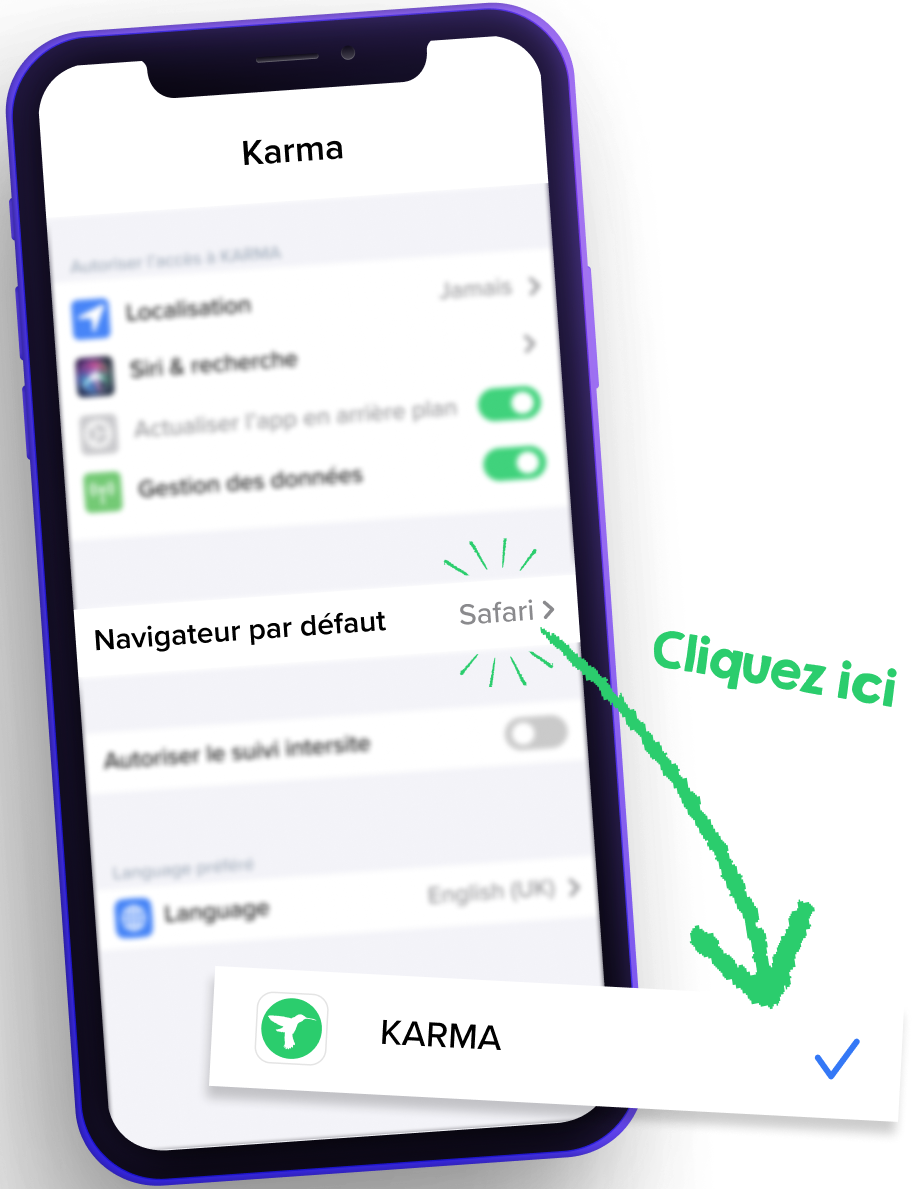 Karma
Autoriser l'accès à KARMA
Localisation Jamais
Siri & recherche
Actualiser l'app en arrière plan
Gestion des données
Navigateur par défaut Safari
Cliquez ici
Autoriser le suivi intersite
Language préféré
Language English (UK)
KARMA